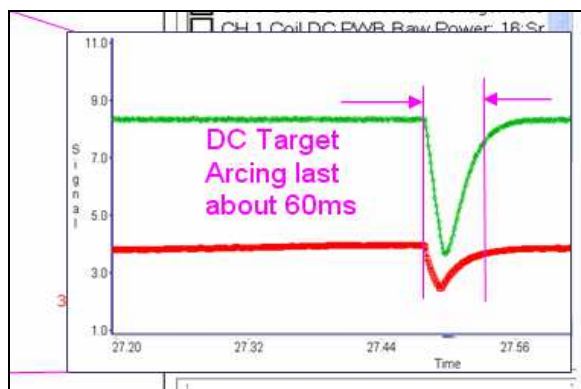 CH 1 Coil DC PWR Raw Power: 16:Sr
11.0
9.0
7.0
5.0
3.0
1.0
Signal
DC Target
Arcing last
about 60ms
3
27.20
27.32
27.44
27.56
Time